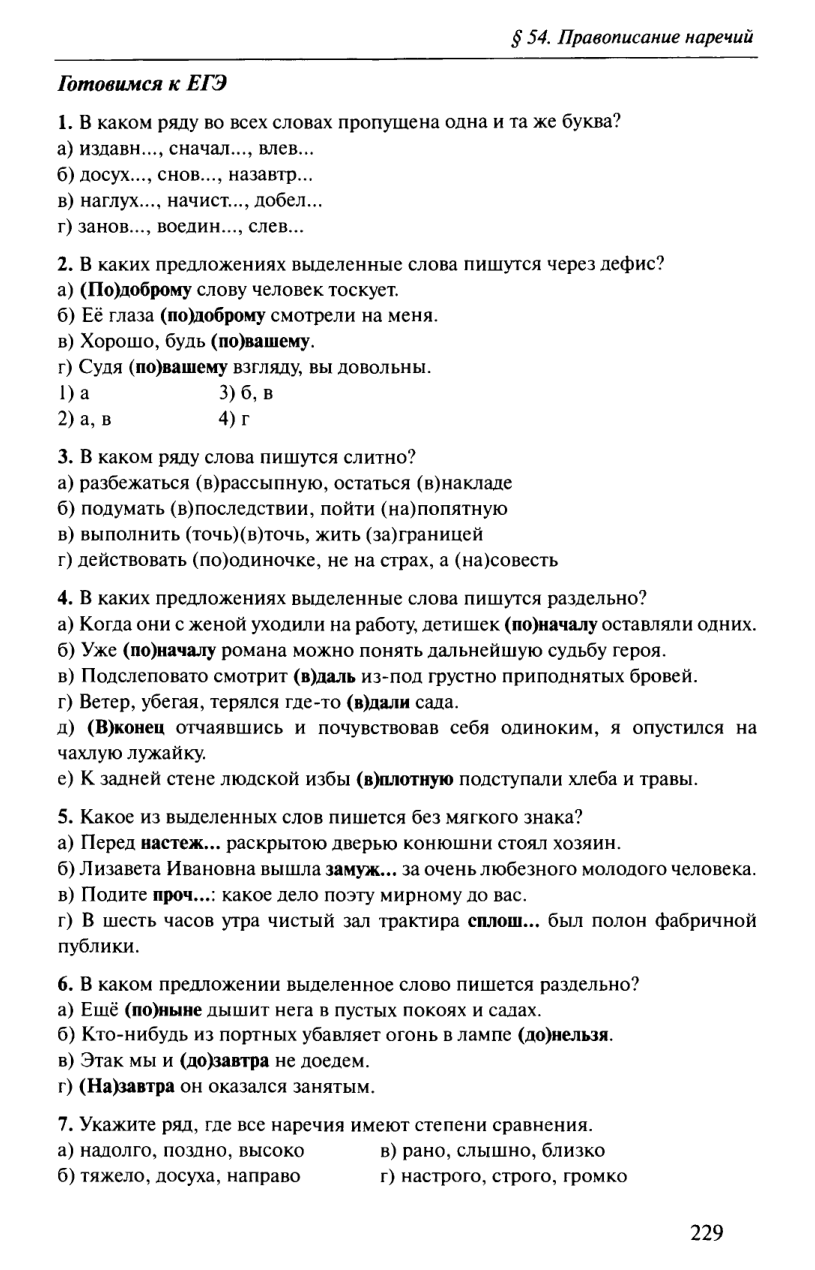 § 54. Правописание наречий
Готовимся к ЕГЭ
1. В каком ряду во всех словах пропущена одна и та же буква?
а) издавн..., сначал..., влев...
б) досух..., снов..., назавтр...
в) наглух..., начист..., добел...
г) занов..., воедин..., слев...
2. В каких предложениях выделенные слова пишутся через дефис?
а) (По)доброму слову человек тоскует.
б) Её глаза (по)доброму смотрели на меня.
в) Хорошо, будь (по)вашему.
г) Судя (по)вашему взгляду, вы довольны.
1) а 3) б, в
2) а, в 4) г
3. В каком ряду слова пишутся слитно?
а) разбежаться (в)рассыпную, остаться (в)накладе
б) подумать (в)последствии, пойти (на)попятную
в) выполнить (точь)(в)точь, жить (за)границей
г) действовать (по)одиночке, не на страх, а (на)совесть
4. В каких предложениях выделенные слова пишутся раздельно?
а) Когда они с женой уходили на работу, детишек (по)началу оставляли одних.
б) Уже (по)началу романа можно понять дальнейшую судьбу героя.
в) Подслеповато смотрит (в)даль из-под грустно приподнятых бровей.
г) Ветер, убегая, терялся где-то (в)дали сада.
д) (В)конец отчаявшись и почувствовав себя одиноким, я опустился на
чахлую лужайку.
е) К задней стене людской избы (в)плотную подступали хлеба и травы.
5. Какое из выделенных слов пишется без мягкого знака?
а) Перед настеж... раскрытою дверью конюшни стоял хозяин.
б) Лизавета Ивановна вышла замуж... за очень любезного молодого человека.
в) Подите проч...: какое дело поэту мирному до вас.
г) В шесть часов утра чистый зал трактира сплош... был полон фабричной
публики.
6. В каком предложении выделенное слово пишется раздельно?
а) Ещё (по)ныне дышит нега в пустых покоях и садах.
б) Кто-нибудь из портных убавляет огонь в лампе (до)нельзя.
в) Этак мы и (до)завтра не доедем.
г) (На)завтра он оказался занятым.
7. Укажите ряд, где все наречия имеют степени сравнения.
а) надолго, поздно, высоко в) рано, слышно, близко
б) тяжело, досуха, направо г) настрого, строго, громко
229